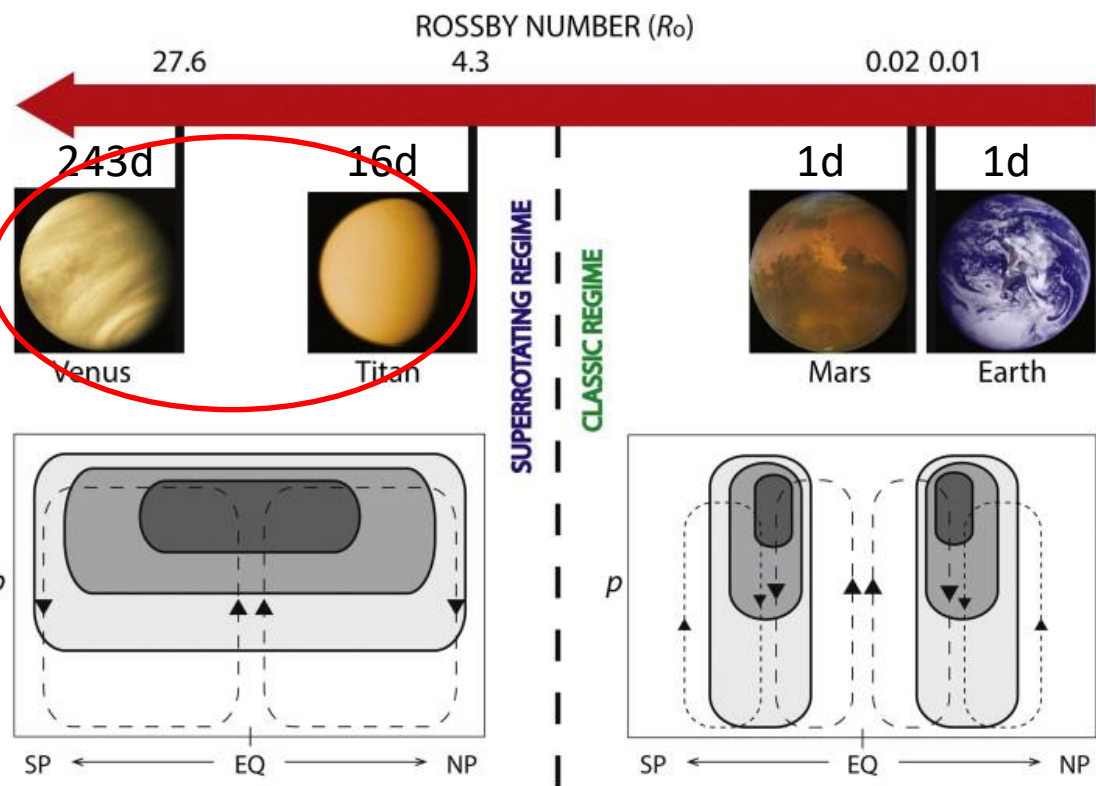 ROSSBY NUMBER (Ro)
27.6 4.3 0.02 0.01
243d 16d 1d 1d
SUPERROTATING REGIME
CLASSIC REGIME
Venus Titan Mars Earth
p p
SP EQ NP SP EQ NP